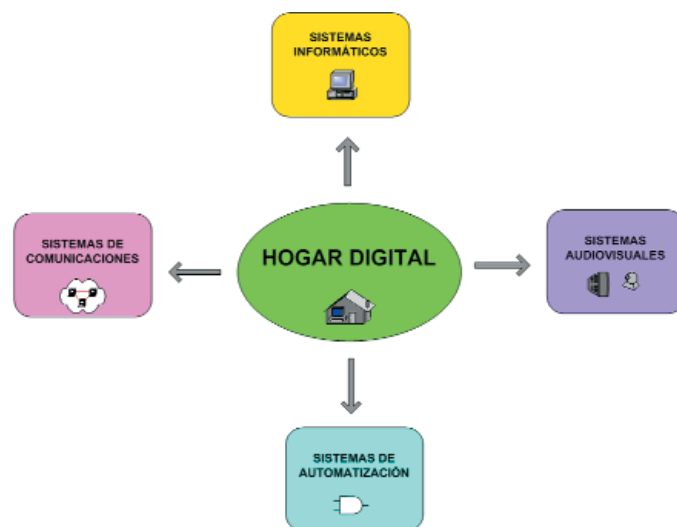 SISTEMAS
INFORMÁTICOS
SISTEMAS DE
COMUNICACIONES
HOGAR DIGITAL
SISTEMAS
AUDIOVISUALES
SISTEMAS DE
AUTOMATIZACIÓN